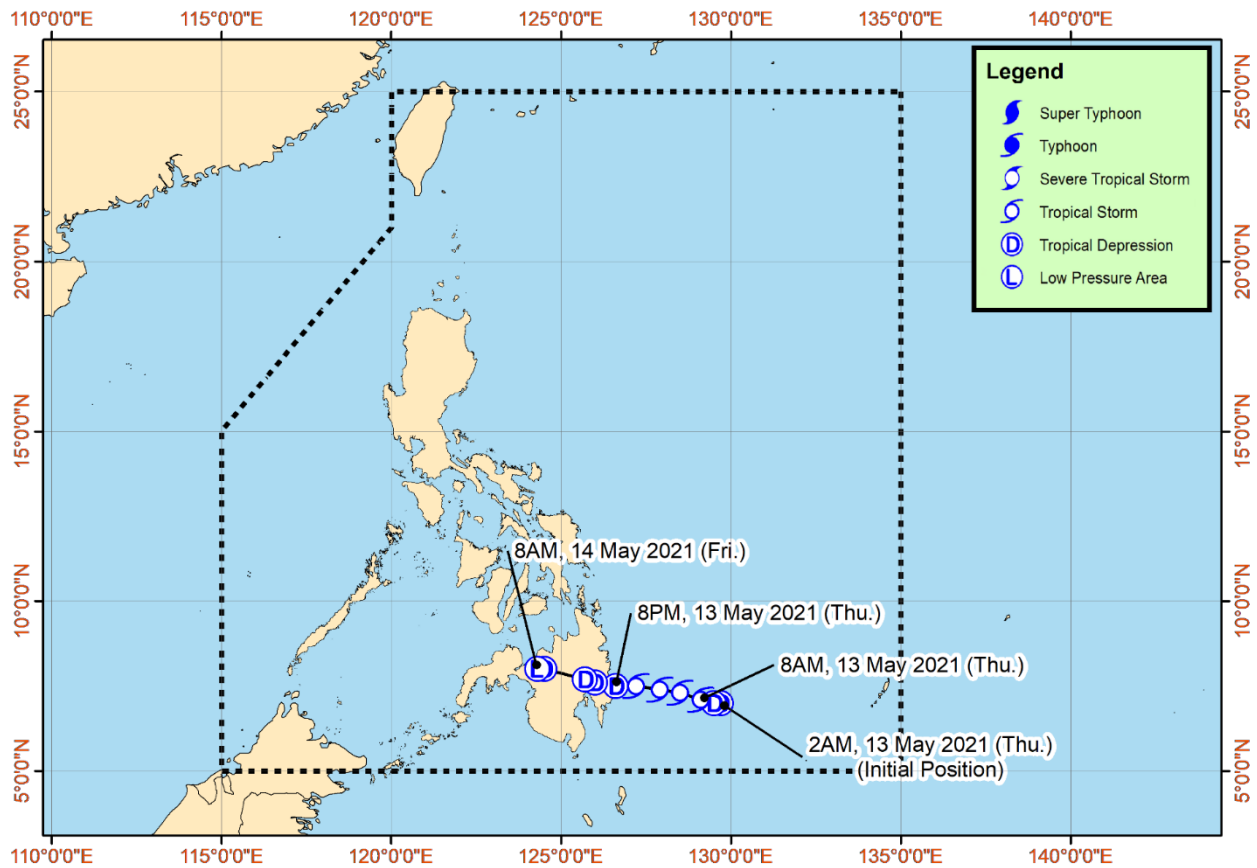 110°0'0"E
115°0'0"E
120°0'0"E
125°0'0"E
130°0'0"E
135°0'0"E
140°0'0"E
25°0'0"N
20°0'0"N
15°0'0"N
10°0'0"N
5°0'0"N
25°0'0"N
20°0'0"N
15°0'0"N
10°0'0"N
5°0'0"N
Legend
Super Typhoon
Typhoon
Severe Tropical Storm
Tropical Storm
D Tropical Depression
L Low Pressure Area
8AM, 14 May 2021 (Fri.)
8PM, 13 May 2021 (Thu.)
8AM, 13 May 2021 (Thu.)
L
D
D
D
2AM, 13 May 2021 (Thu.)
(Initial Position)
110°0'0"E
115°0'0"E
120°0'0"E
125°0'0"E
130°0'0"E
135°0'0"E
140°0'0"E